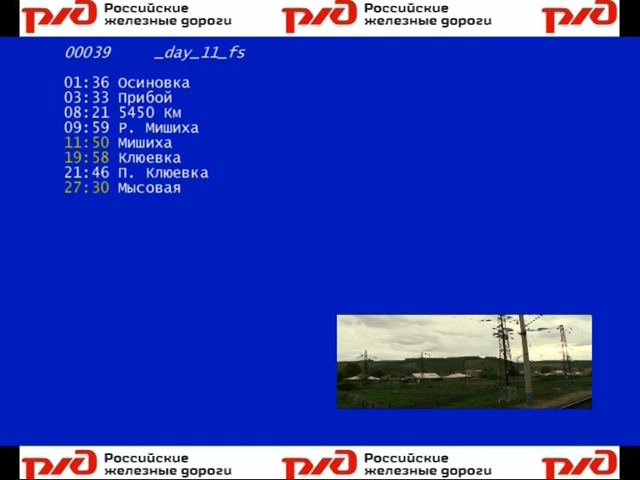 РЖД Российские железные дороги РЖД Российские железные дороги РЖД
00039 _day_11_fs
01:36 Осиновка
03:33 Прибой
08:21 5450 Км
09:59 Р. Мишиха
11:50 Мишиха
19:58 Клюевка
21:46 П. Клюевка
27:30 Мысовая
РЖД Российские железные дороги РЖД Российские железные дороги РЖД